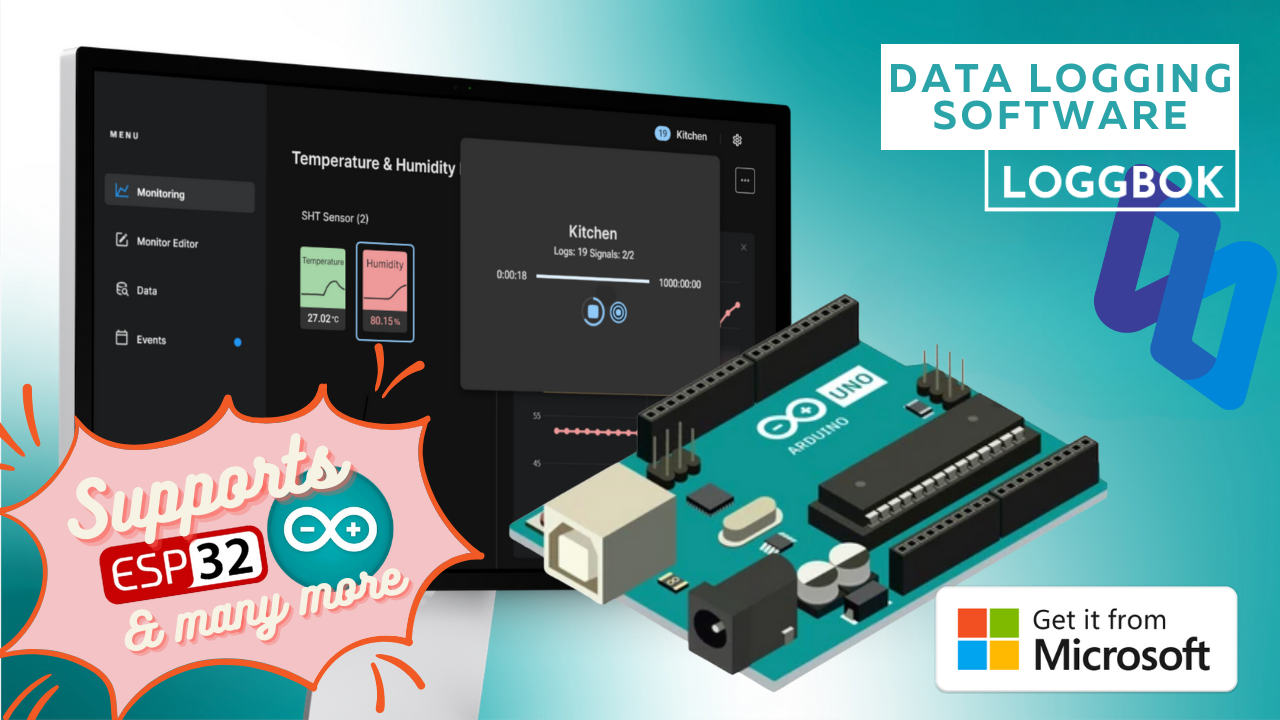 DATA LOGGING
SOFTWARE
LOGGBOK
MENU
Monitoring
Monitor Editor
Data
Events
19 Kitchen
Temperature & Humidity
SHT Sensor (2)
Temperature
27.02°C
Humidity
80.15%
Kitchen
Logs: 19 Signals: 2/2
0:00:18
1000:00:00
55
45
UNO
ARDUINO
Supports
ESP32
& many more
Get it from
Microsoft